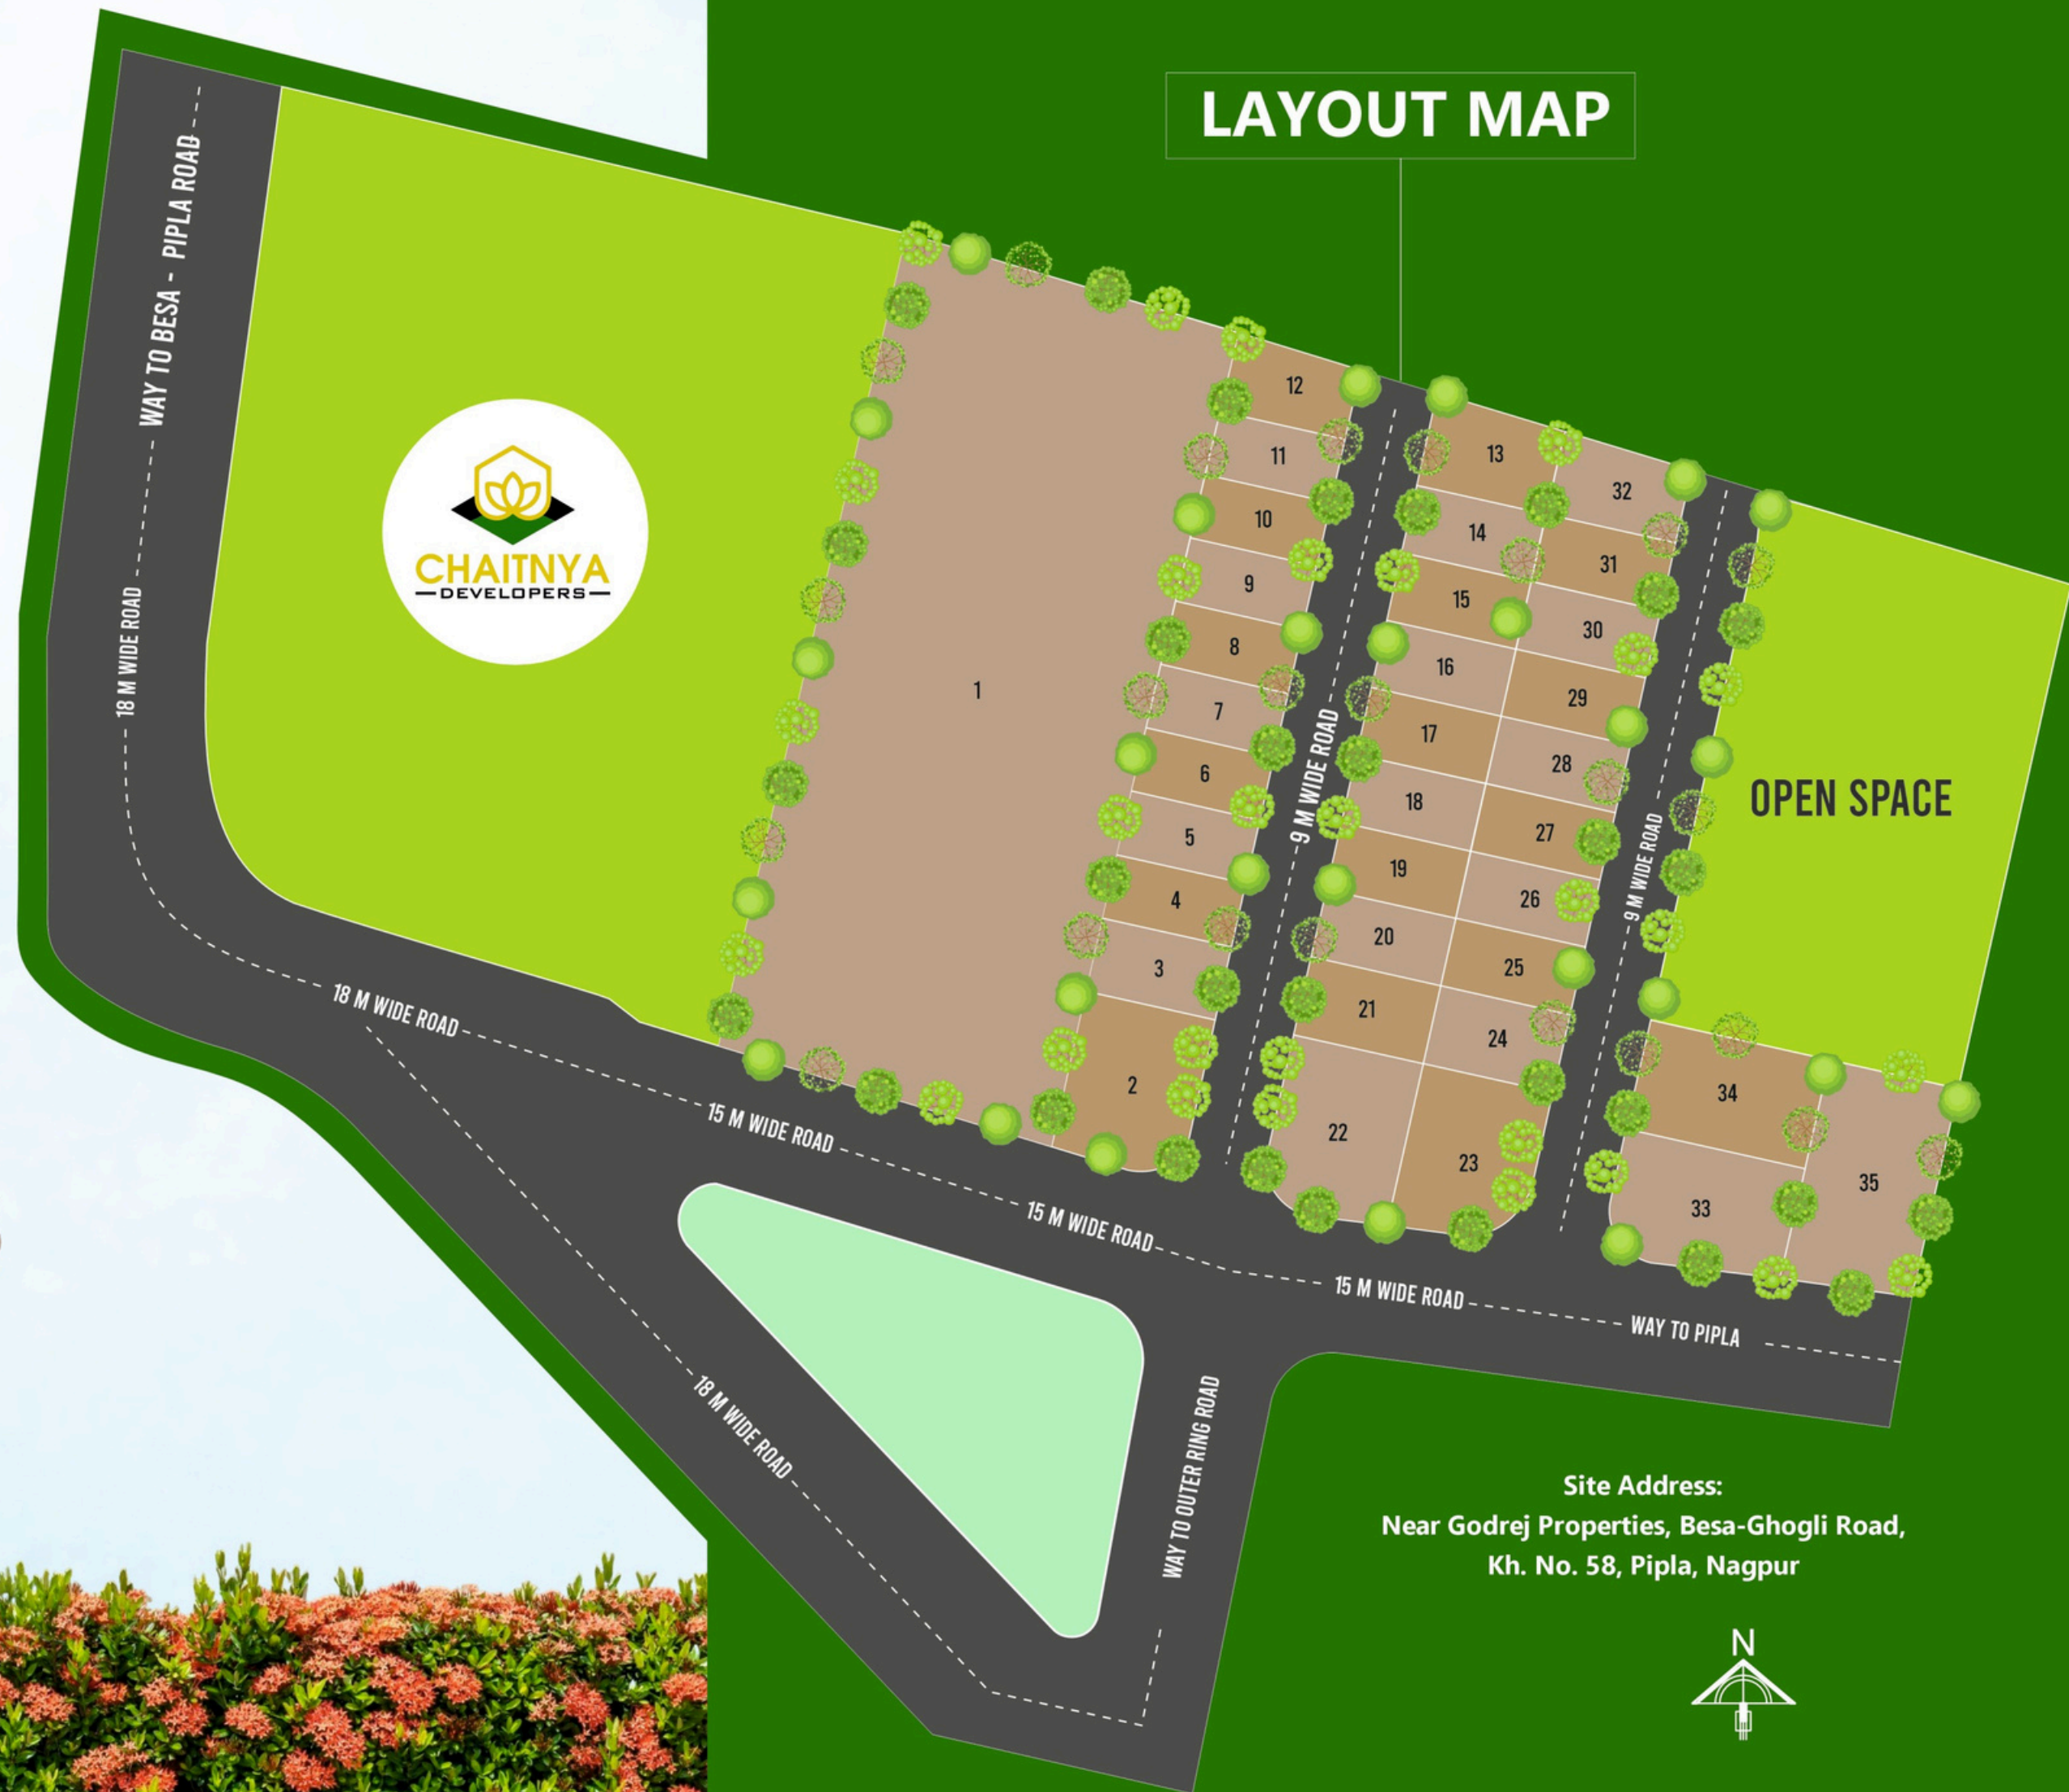 LAYOUT MAP
WAY TO BESA - PIPLA ROAD
18 M WIDE ROAD
CHAITNYA
DEVELOPERS
1
12
11
10
9
8
7
6
5
4
3
2
9 M WIDE ROAD
13
14
15
16
17
18
19
20
21
22
32
31
30
29
28
27
26
25
24
23
9 M WIDE ROAD
OPEN SPACE
34
33
35
18 M WIDE ROAD
15 M WIDE ROAD
15 M WIDE ROAD
15 M WIDE ROAD
WAY TO PIPLA
18 M WIDE ROAD
WAY TO OUTER RING ROAD
Site Address:
Near Godrej Properties, Besa-Ghogli Road,
Kh. No. 58, Pipla, Nagpur
N